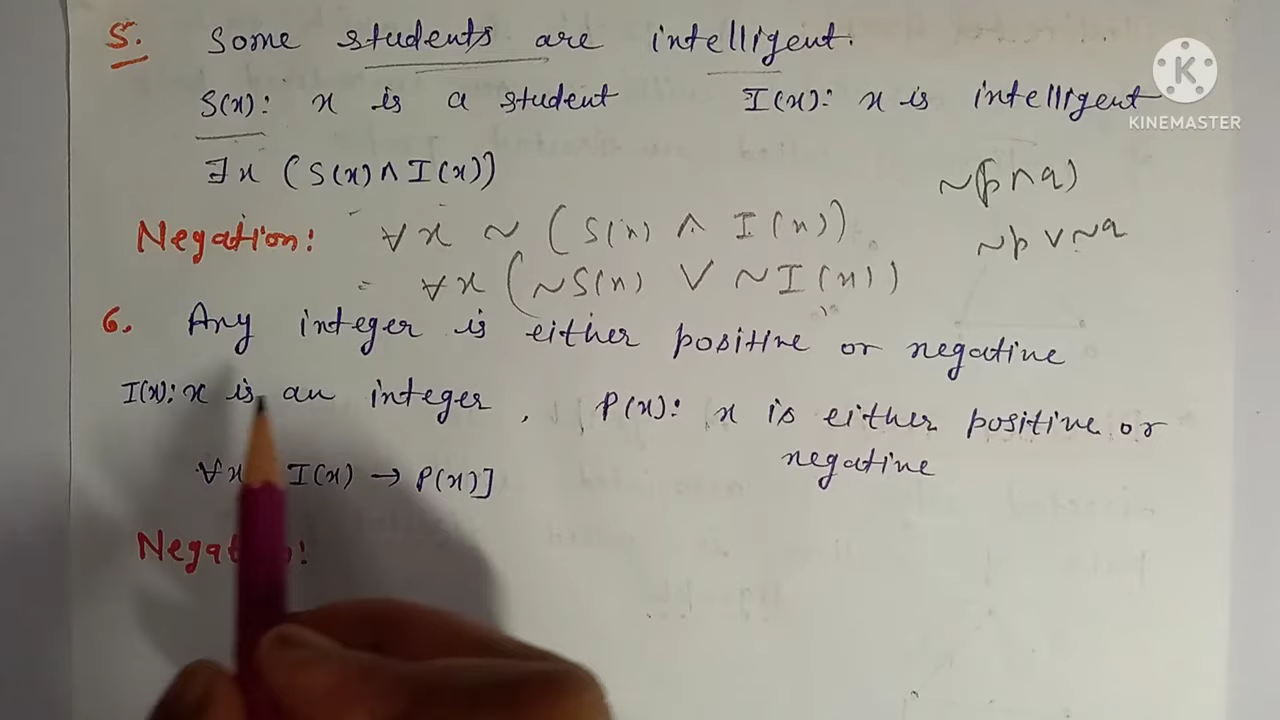 5. Some students are intelligent.
S(x): x is a student I(x): x is intelligent
KINEMASTER
∃x (S(x) ∧ I(x))
~(p ∧ q)
Negation: ∀x ~ (S(x) ∧ I(x)).
~p ∨ ~q
= ∀x (~S(x) ∨ ~I(x))
6. Any integer is either positive or negative
I(x): x is an integer, P(x): x is either positive or
negative
∀x I(x) → P(x)]
Negation: